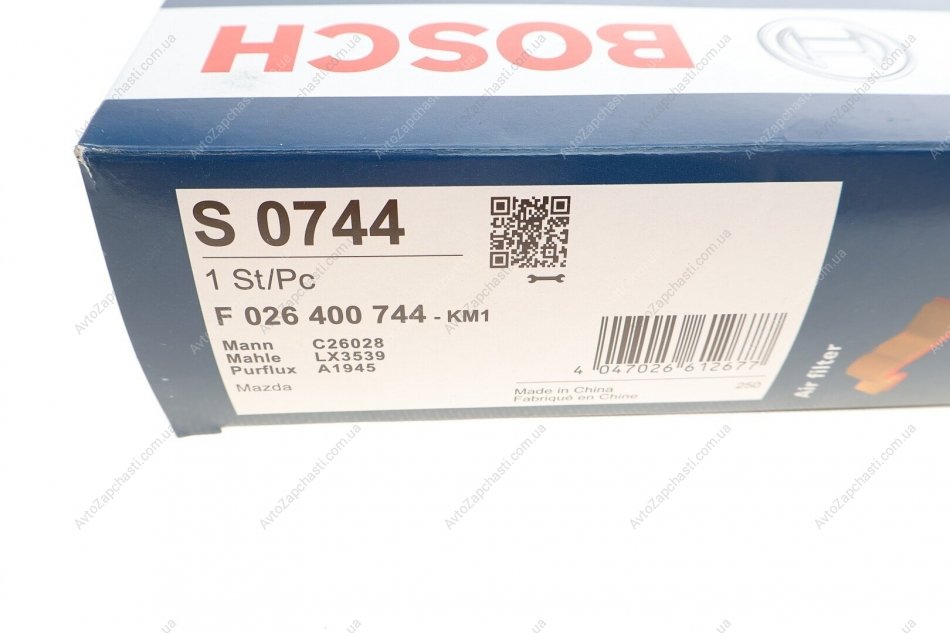 BOSCH
S 0744
1 St/Pc
F 026 400 744 - KM1
Mann C26028
Mahle LX3539
Purflux A1945
Mazda
4 047026 612677
Made in China 250
Fabriqué en Chine
Air filter
AvtoZapchasti.com.ua